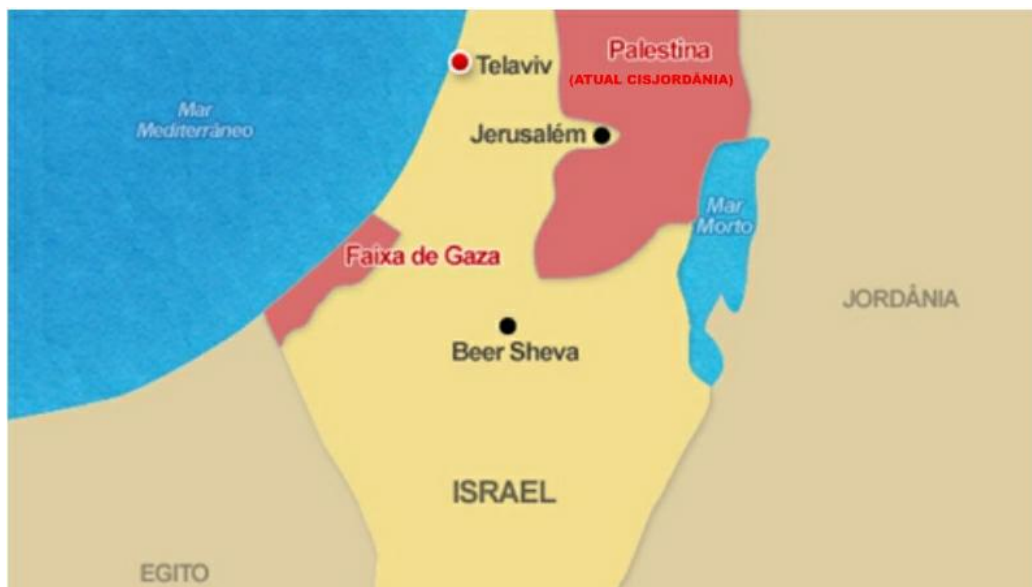 Palestina
(ATUAL CISJORDÂNIA)
Telaviv
Mar
Mediterrâneo
Jerusalém
Mar
Morto
Faixa de Gaza
JORDÂNIA
Beer Sheva
ISRAEL
EGITO